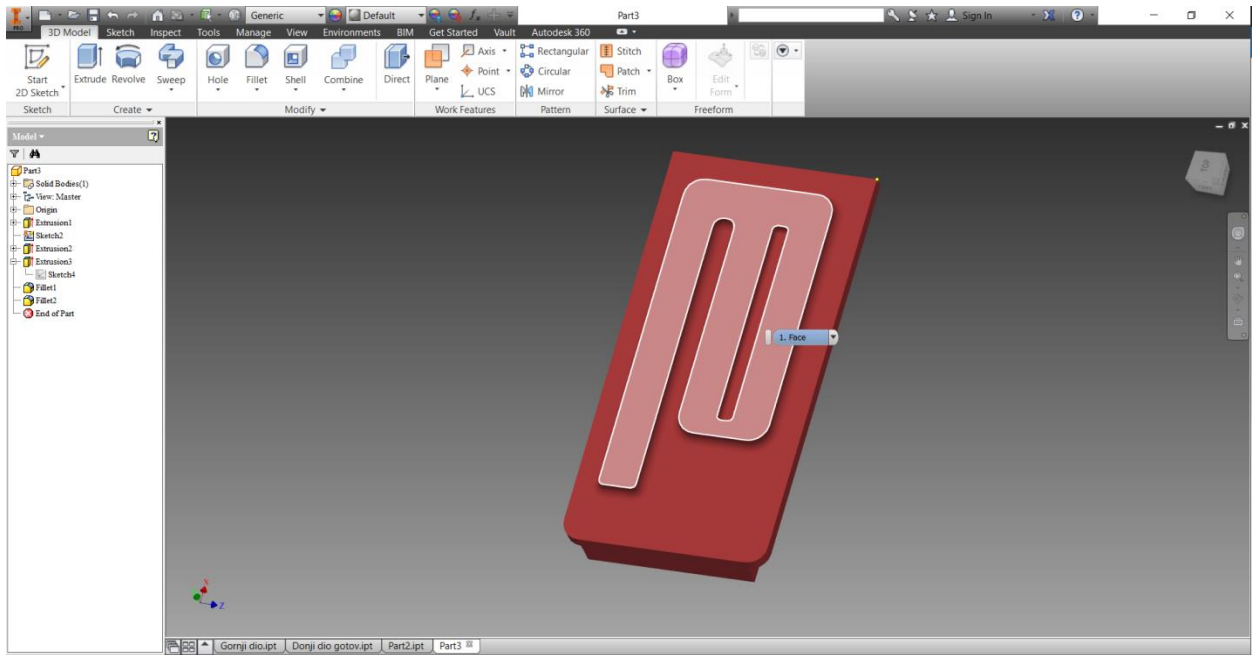 Generic Default Part3 Sign In
PRO 3D Model Sketch Inspect Tools Manage View Environments BIM Get Started Vault Autodesk 360
Start 2D Sketch Extrude Revolve Sweep Hole Fillet Shell Combine Direct Plane Axis Rectangular Stitch Box Edit Form
Point Circular Patch
UCS Mirror Trim
Sketch Create Modify Work Features Pattern Surface Freeform
Model
Part3
Solid Bodies(1)
View: Master
Origin
Extrusion1
Sketch2
Extrusion2
Extrusion3
Sketch4
Fillet1
Fillet2
End of Part
1. Face
Z
Gornji dio.ipt Donji dio gotov.ipt Part2.ipt Part3